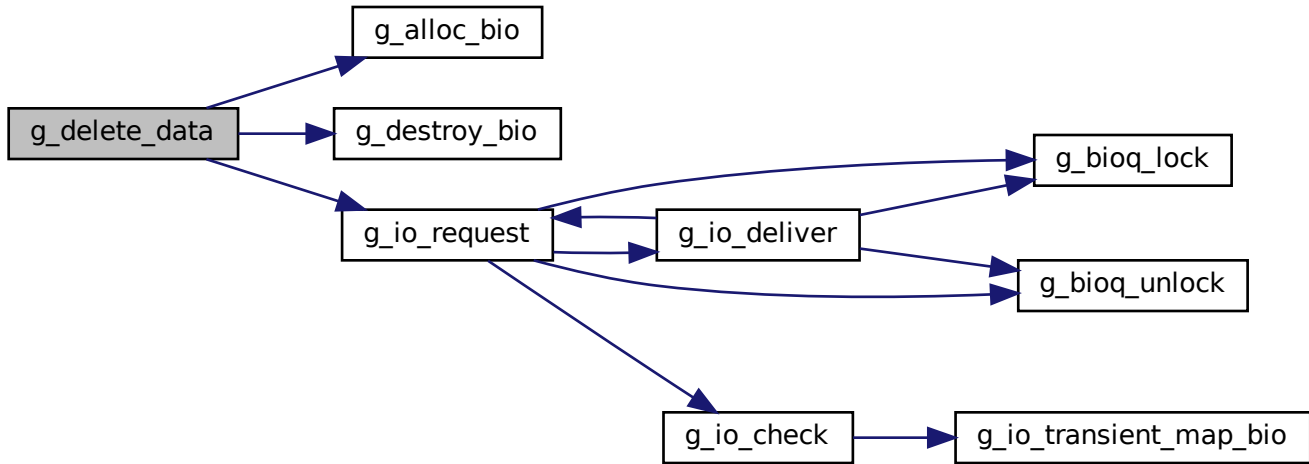 g_alloc_bio
g_delete_data
g_destroy_bio
g_bioq_lock
g_io_request
g_io_deliver
g_bioq_unlock
g_io_check
g_io_transient_map_bio